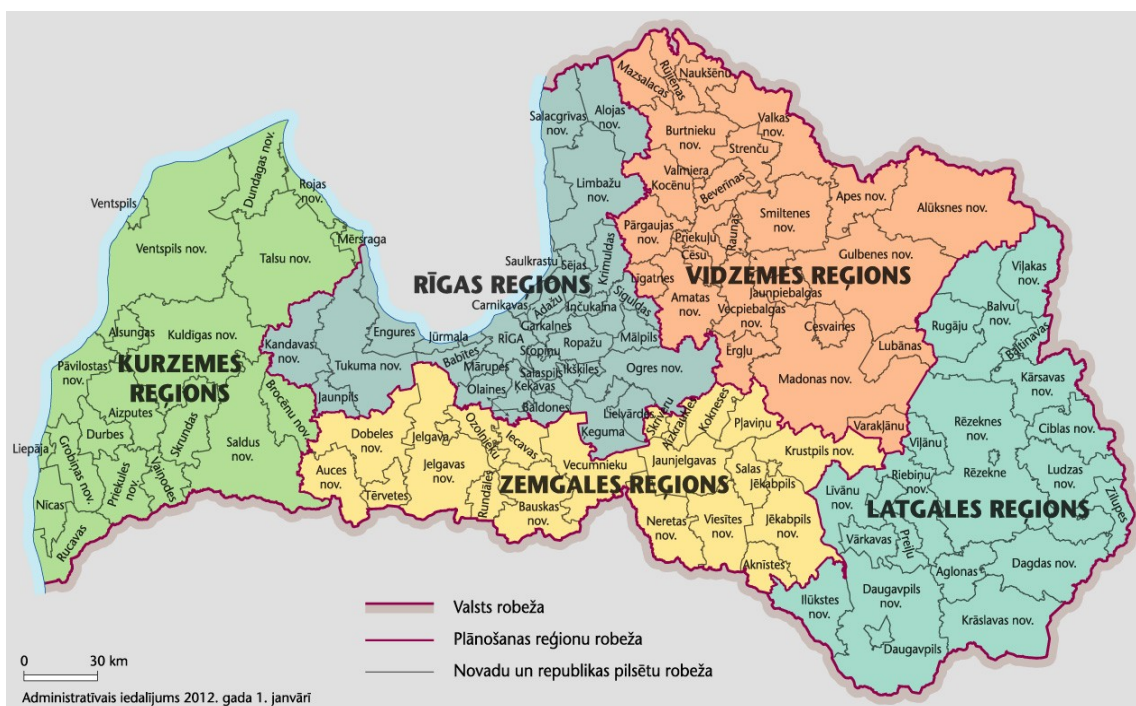 Mazsalacas
Rūjienas
Naukšēnu
Salacgrīvas
nov.
Alojas
nov.
Burtnieku
nov.
Valkas
nov.
Strenču
Dundagas nov.
Rojas
nov.
Ventspils
Ventspils nov.
Talsu nov.
Mērsraga
Limbažu
nov.
Valmiera
Kocēnu
Beverīnas
Smiltenes
nov.
Apes nov.
Alūksnes nov.
Pārgaujas
nov.
Priekuļu
Cēsu
Raunas
Gulbenes nov.
Saulkrastu
Sējas
Krimuldas
Līgatnes
RĪGAS REĢIONS
VIDZEMES REĢIONS
Carnikavas
Ādažu
Inčukalna
Siguldas
Amatas
nov.
Jaunpiebalgas
Vecpiebalgas
nov.
Cesvaines
Viļakas
nov.
Balvu
nov.
Rugāju
Baltinavas
Alsungas
Kuldīgas nov.
Kandavas
nov.
Engures
Jūrmala
RĪGA
Garkalnes
Ropažu
Mālpils
Ērgļu
Lubānas
Pāvilostas
nov.
KURZEMES
REĢIONS
Tukuma nov.
Babītes
Mārupes
Stopiņu
Salaspils
Ikšķiles
Ogres nov.
Madonas nov.
Kārsavas
nov.
Jaunpils
Olaines
Ķekavas
Baldones
Brocēnu nov.
Aizputes
nov.
Skrundas
nov.
Liepāja
Durbes
Grobiņas nov.
Saldus
nov.
Vaiņodes
Priekules
nov.
Nīcas
Rucavas
Lielvārdes
Ķeguma
Skrīveru
Aizkraukles
Kokneses
Pļaviņu
Varakļānu
Rēzeknes
nov.
Ciblas nov.
Viļānu
Rēzekne
Dobeles
nov.
Jelgava
Ozolnieku
Iecavas
Auces
nov.
Jelgavas
nov.
Tērvetes
Rundāles
Vecumnieku
Bauskas
nov.
ZEMGALES REĢIONS
Jaunjelgavas
Salas
Krustpils nov.
Jēkabpils
Riebiņu
nov.
Ludzas
nov.
Zilupes
Līvānu
nov.
LATGALES REĢIONS
Neretas
nov.
Viesītes
nov.
Jēkabpils
nov.
Vārkavas
Preiļu
Aknīstes
Aglonas
Dagdas nov.
Ilūkstes
nov.
Daugavpils
nov.
Daugavpils
Krāslavas nov.
Valsts robeža
Plānošanas reģionu robeža
Novadu un republikas pilsētu robeža
0 30 km
Administratīvais iedalījums 2012. gada 1. janvārī